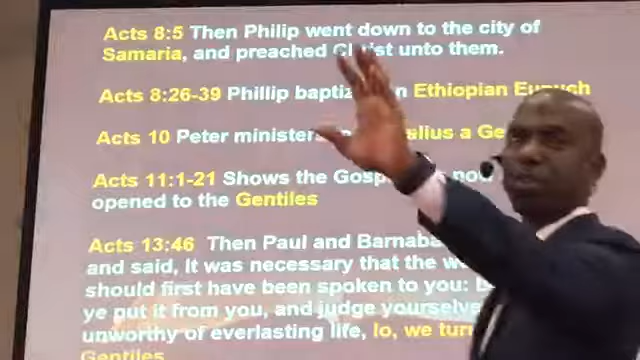 Acts 8:5 Then Philip went down to the city of
Samaria, and preached unto them.
Acts 8:26-39 Phillip Ethiopian Eunuch
Acts 10 Peter a
Acts 11:1-21 Shows the
opened to the Gentiles
Acts 13:46 Then Paul and
and said, It was necessary that the
should first have been spoken to you:
ye put it from you, and judge
unworthy of everlasting life, lo, we
Gentiles